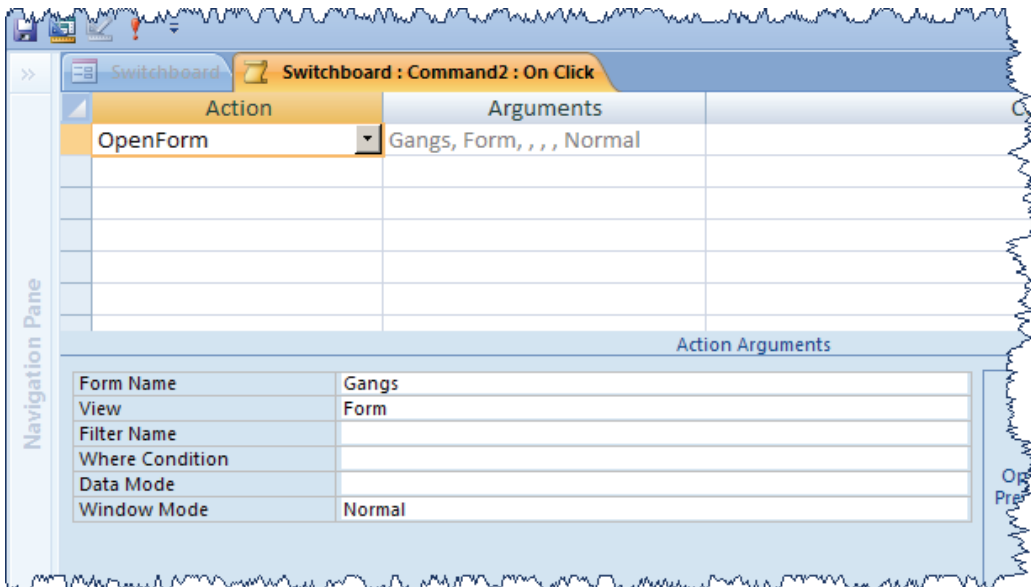 Switchboard Switchboard : Command2 : On Click
Action Arguments
OpenForm Gangs, Form, , , , Normal
Navigation Pane
Action Arguments
Form Name Gangs
View Form
Filter Name
Where Condition
Data Mode
Window Mode Normal